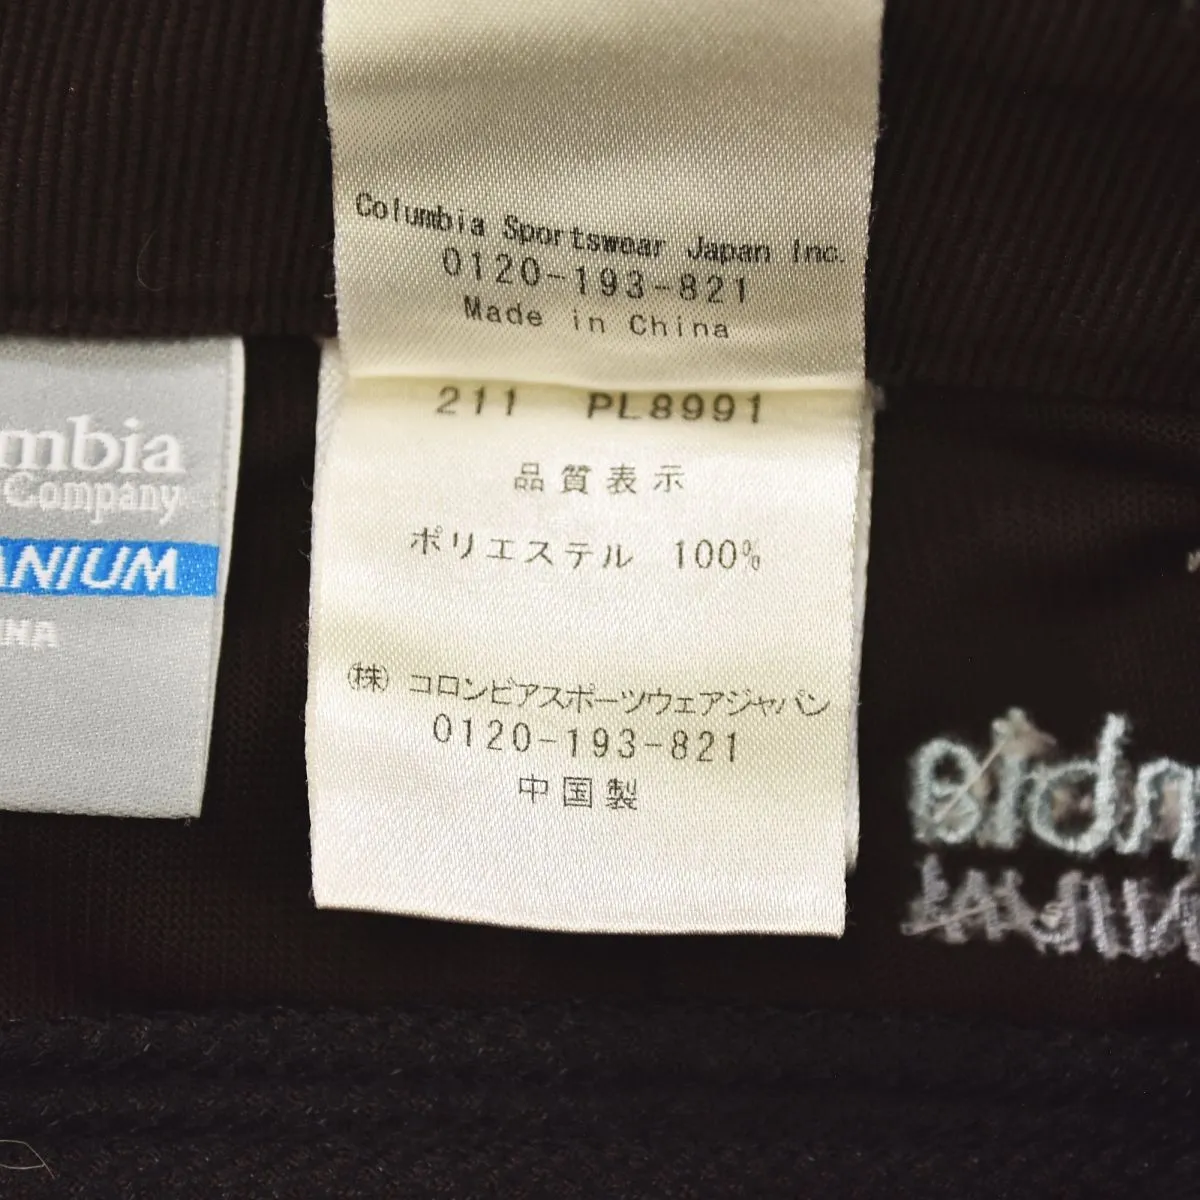 Columbia Sportswear Japan Inc.
0120-193-821
Made in China
211 PL8991
品質表示
ポリエステル 100%
㈱ コロンビアスポーツウェアジャパン
0120-193-821
中国製
mbia
Company
ANIUM
INA